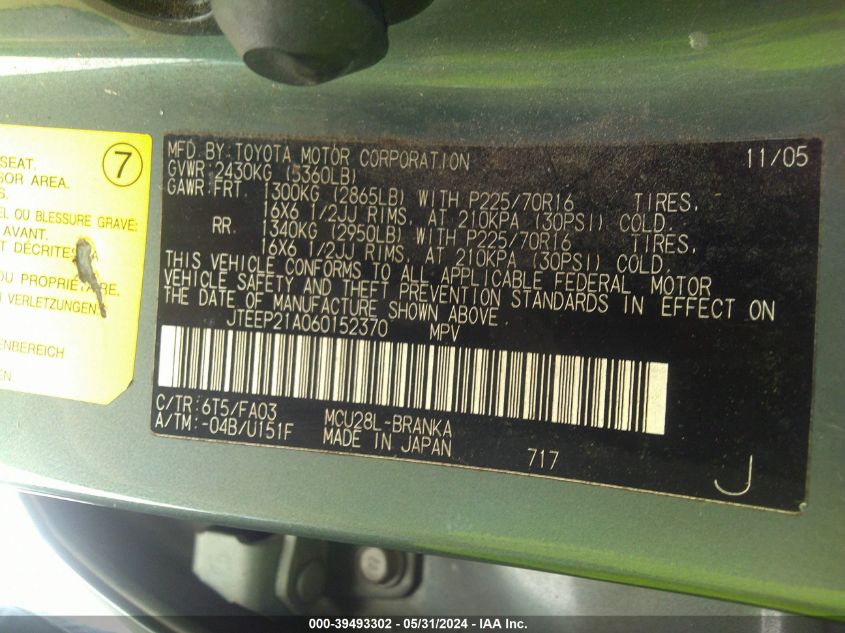 SEAT.
SOR AREA.
S.
EL OU BLESSURE GRAVE:
AVANT.
T DÉCRITES À
OU PROPRIÉTAIRE.
VERLETZUNGEN
ENBEREICH
EN.
7
MFD. BY: TOYOTA MOTOR CORPORATION 11/05
GVWR: 2430KG (5360LB)
GAWR: FRT 1300KG (2865LB) WITH P225/70R16 TIRES,
16X6 1/2JJ RIMS, AT 210KPA (30PSI) COLD.
RR. 1340KG (2950LB) WITH P225/70R16 TIRES,
16X6 1/2JJ RIMS, AT 210KPA (30PSI) COLD.
THIS VEHICLE CONFORMS TO ALL APPLICABLE FEDERAL MOTOR
VEHICLE SAFETY AND THEFT PREVENTION STANDARDS IN EFFECT ON
THE DATE OF MANUFACTURE SHOWN ABOVE.
JTEEP21A060152370 MPV
C/TR: 6T5/FA03 MCU28L-BRANKA
A/TM: -04B/U151F MADE IN JAPAN 717
J
000-39493302 - 05/31/2024 - IAA Inc.